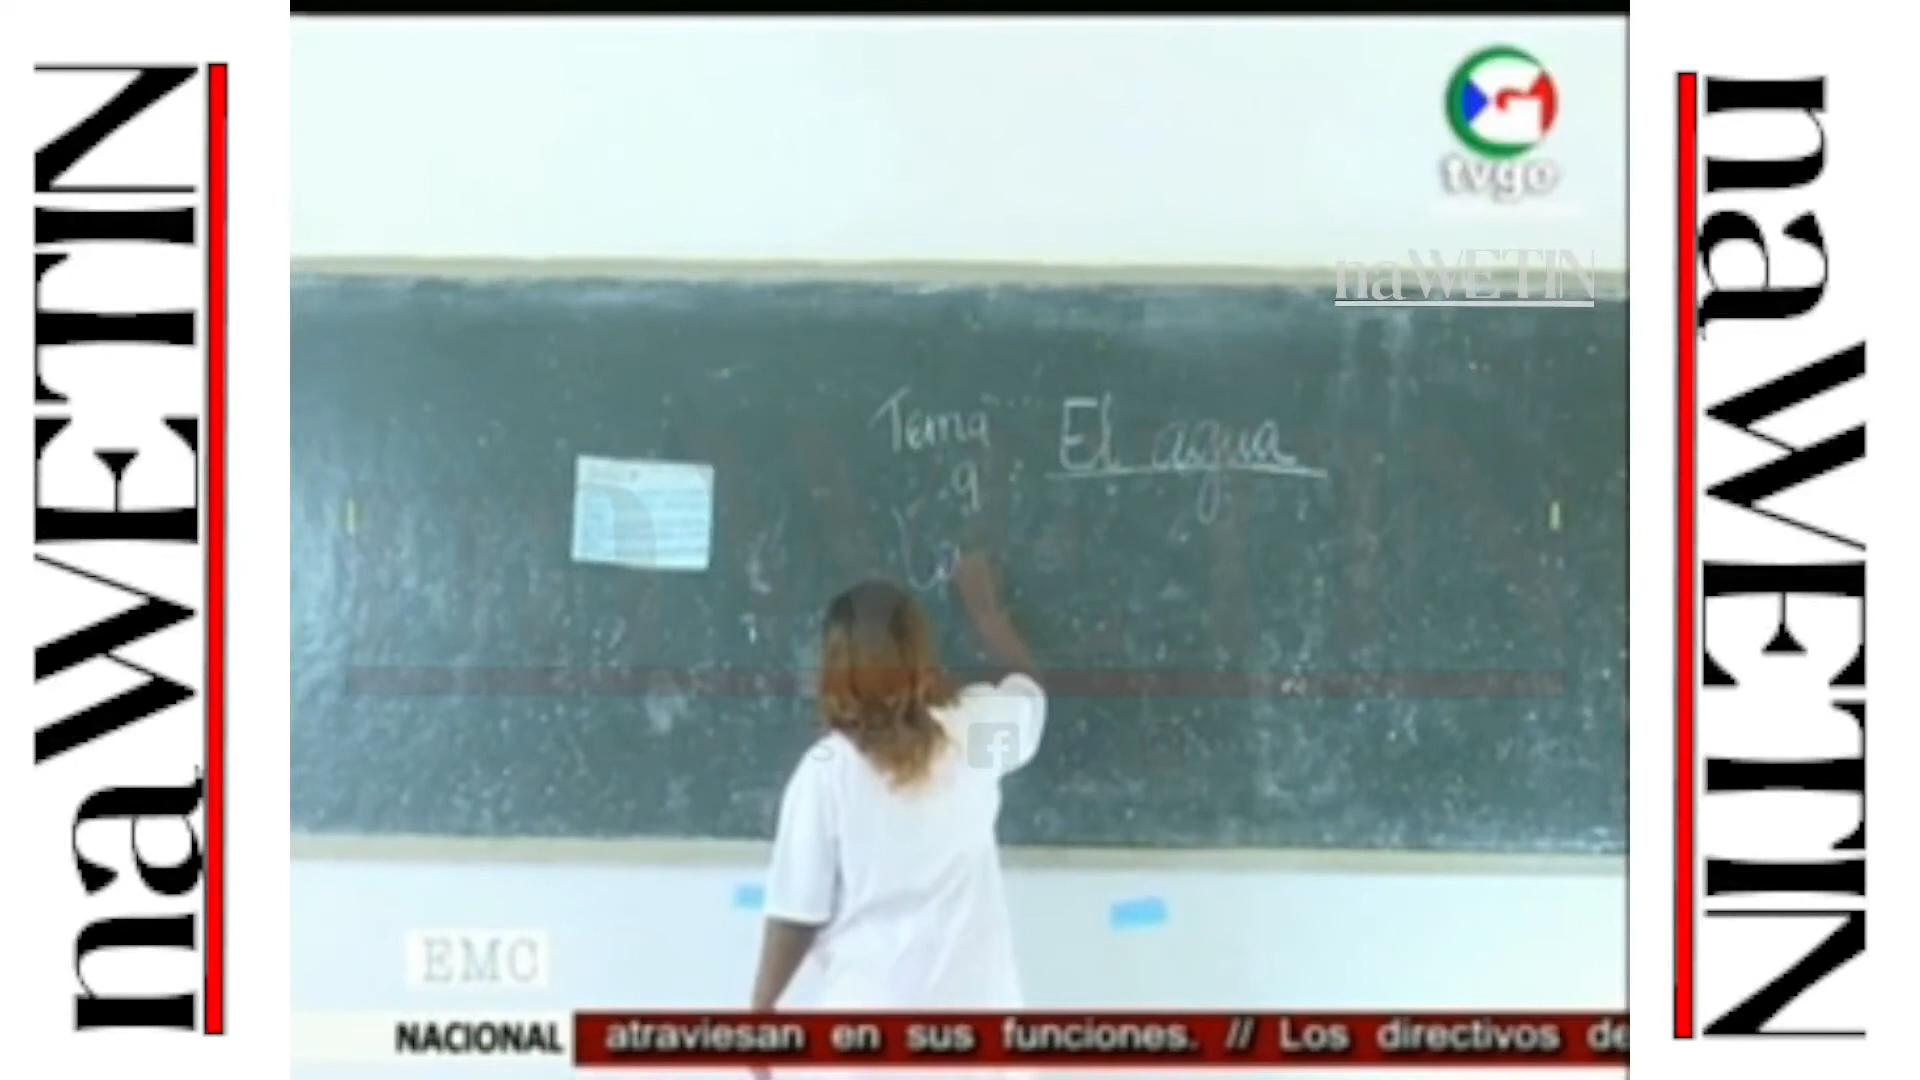 naWETIN
tvgo
naWETIN
Tema El agua
9 :
EMC
NACIONAL atraviesan en sus funciones. // Los directivos de
naWETIN